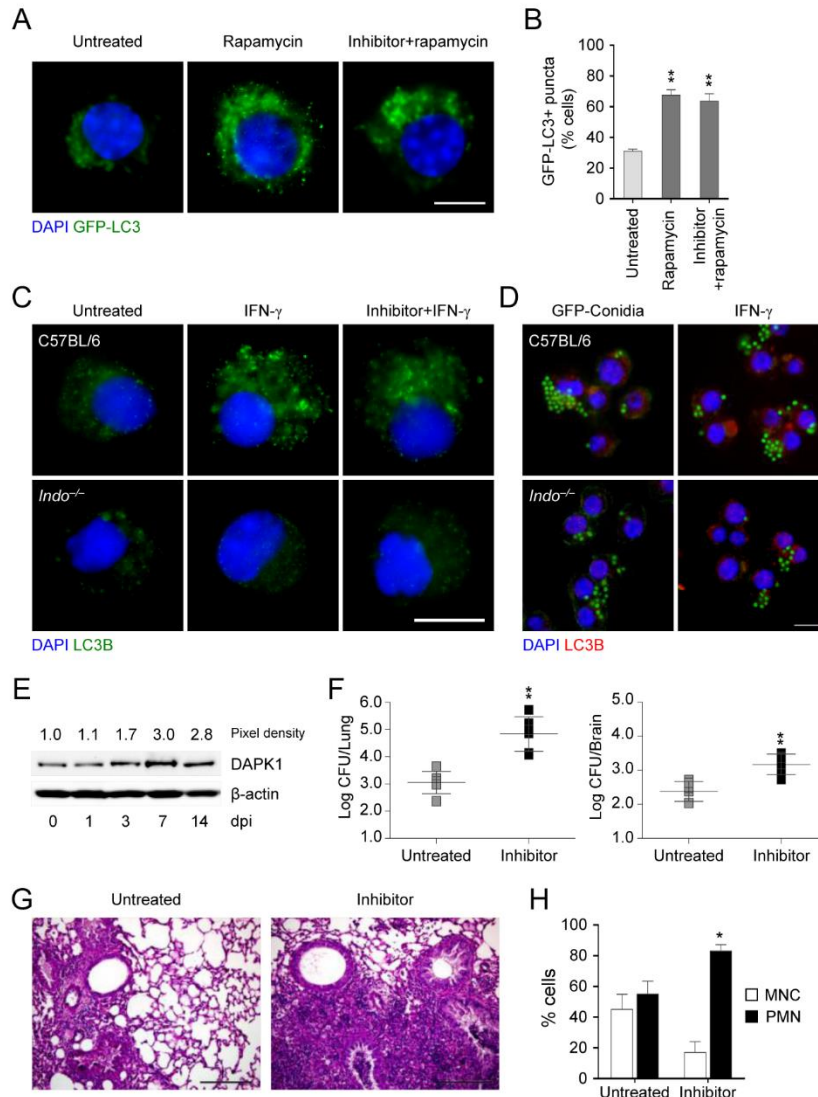 A
Untreated
Rapamycin
Inhibitor+rapamycin
DAPI GFP-LC3
B
GFP-LC3+ puncta
(% cells)
100
80
60
40
20
0
**
**
Untreated
Rapamycin
Inhibitor
+rapamycin
C
Untreated
IFN-γ
Inhibitor+IFN-γ
C57BL/6
Indo–/–
DAPI LC3B
D
GFP-Conidia
IFN-γ
C57BL/6
Indo–/–
DAPI LC3B
E
1.0 1.1 1.7 3.0 2.8 Pixel density
DAPK1
β-actin
0 1 3 7 14 dpi
F
Log CFU/Lung
6.0
5.0
4.0
3.0
2.0
1.0
**
Untreated
Inhibitor
Log CFU/Brain
5.0
4.0
3.0
2.0
1.0
**
Untreated
Inhibitor
G
Untreated
Inhibitor
H
% cells
100
80
60
40
20
0
*
MNC
PMN
Untreated
Inhibitor